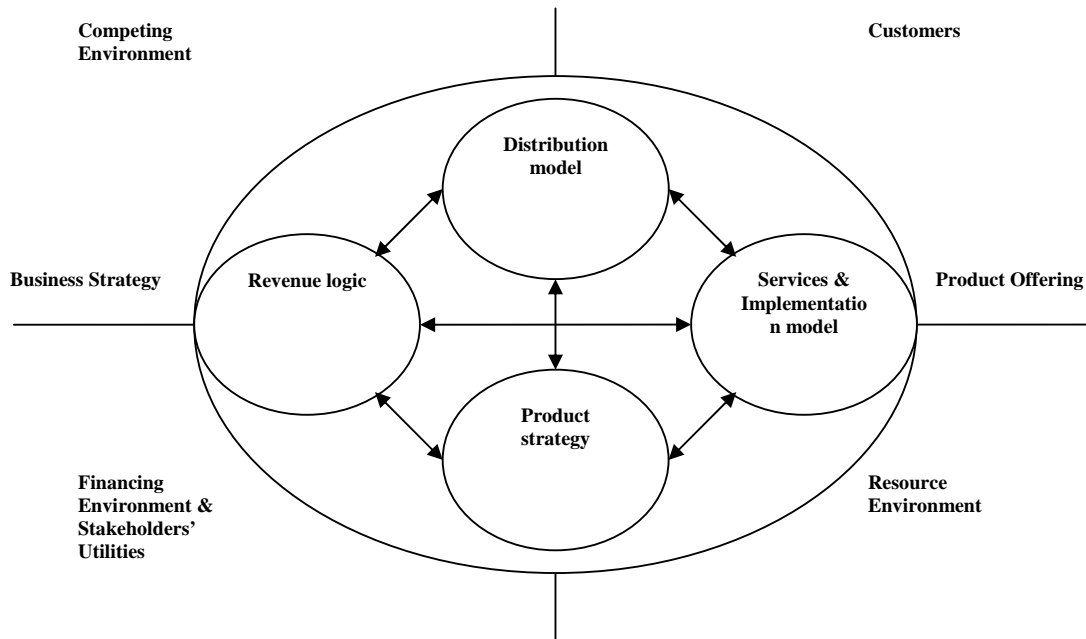 Competing
Environment
Customers
Distribution
model
Business Strategy
Revenue logic
Services &
Implementatio
n model
Product Offering
Product
strategy
Financing
Environment &
Stakeholders’
Utilities
Resource
Environment